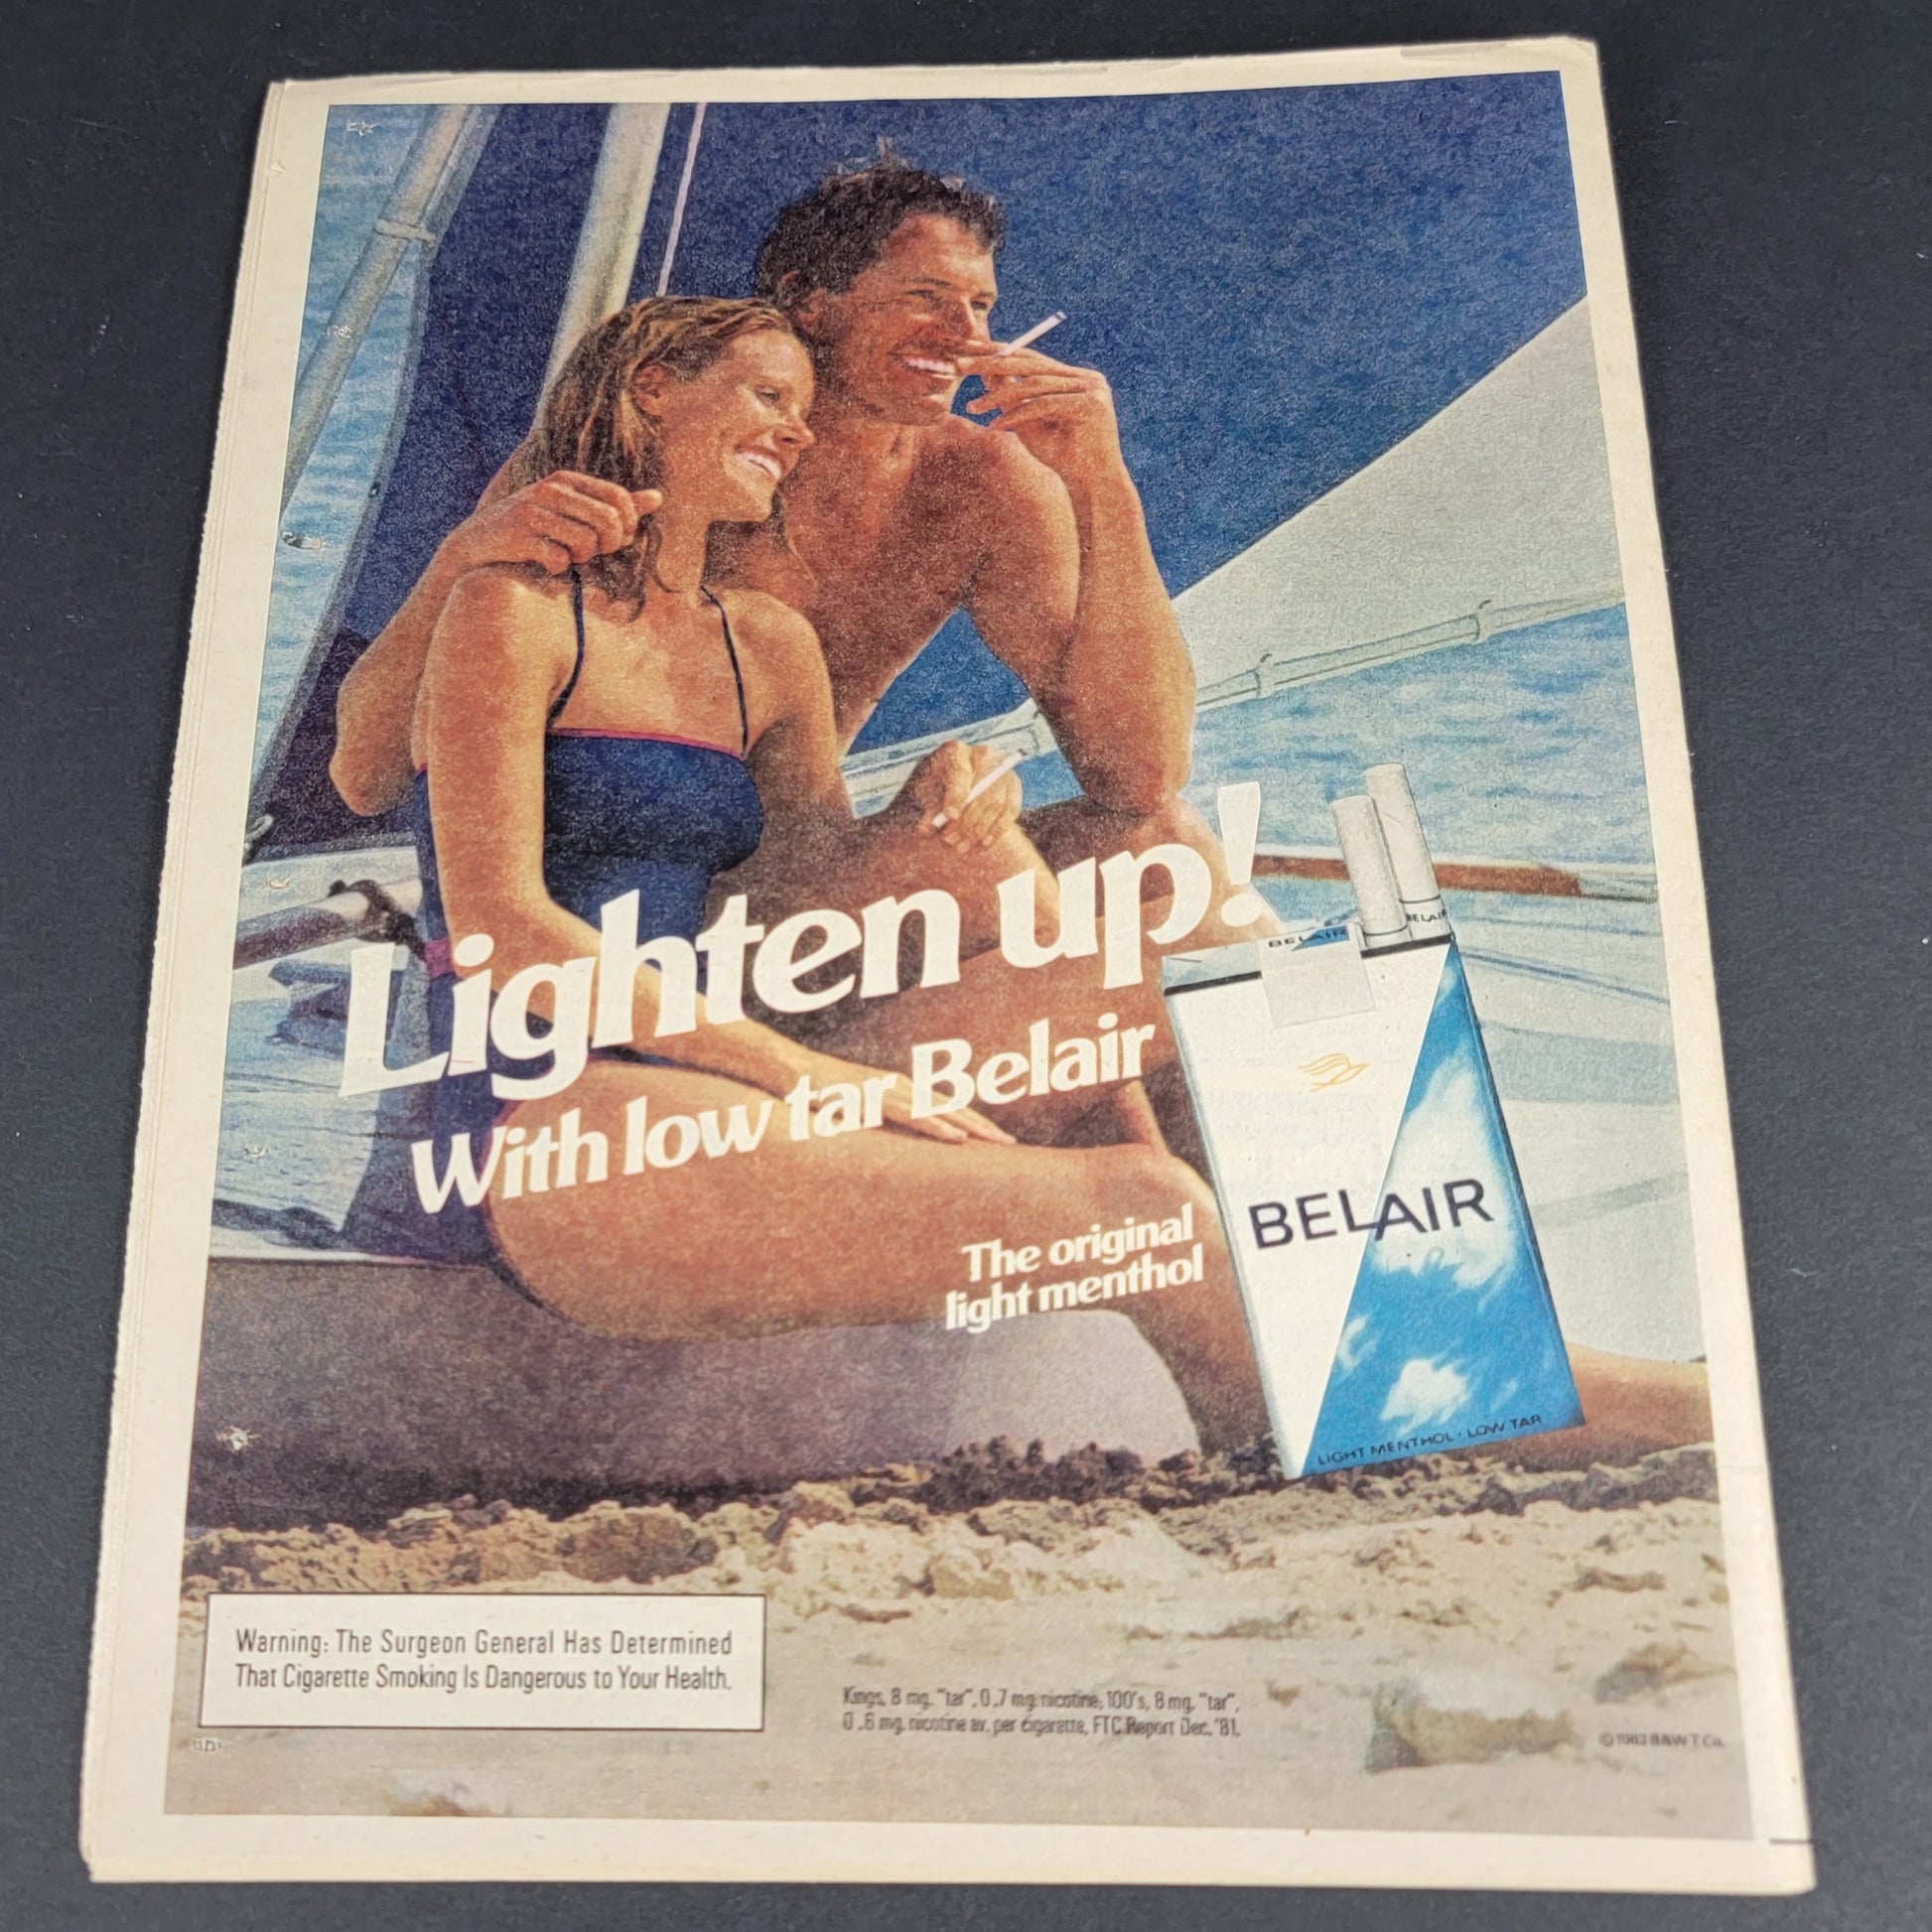 Lighten up!
With low tar Belair
The original
light menthol
BELAIR
BELAIR
BELAIR
LIGHT MENTHOL · LOW TAR
Warning: The Surgeon General Has Determined
That Cigarette Smoking Is Dangerous to Your Health.
Kings, 8 mg. "tar", 0.7 mg. nicotine; 100's, 8 mg. "tar",
0.6 mg. nicotine av. per cigarette, FTC Report Dec. '81.
B&W T Co.